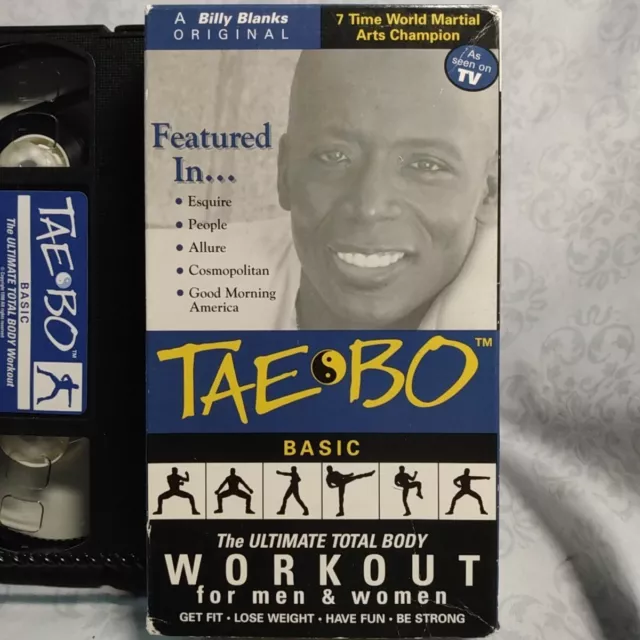 A Billy Blanks
ORIGINAL
7 Time World Martial
Arts Champion
As
seen on
TV
Featured
In...
• Esquire
• People
• Allure
• Cosmopolitan
• Good Morning
America
TAE BO™
BASIC
The ULTIMATE TOTAL BODY
WORKOUT
for men & women
GET FIT • LOSE WEIGHT • HAVE FUN • BE STRONG
TAE BO™
BASIC
The ULTIMATE TOTAL BODY Workout